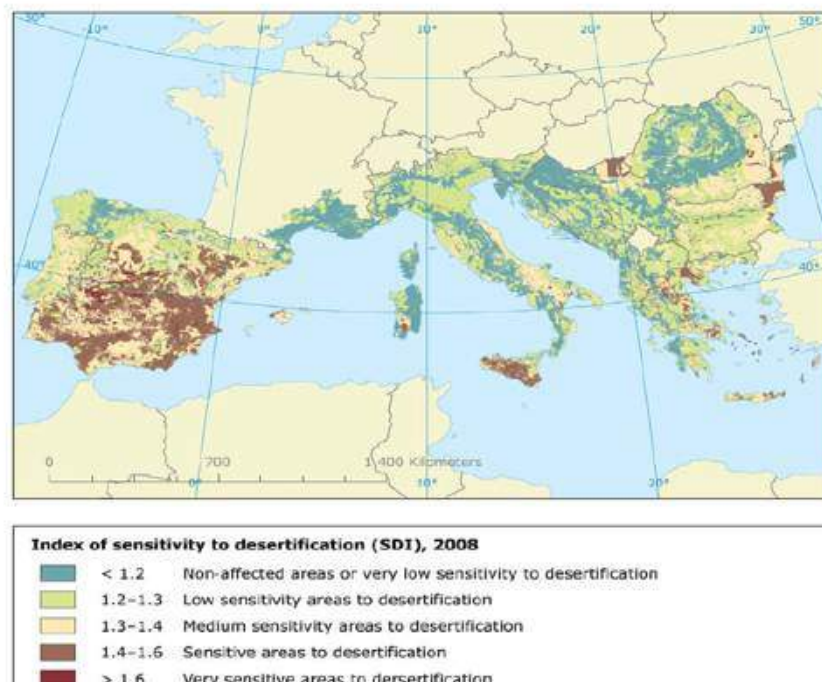 -30° -10° 0° 10° 20° 30° 50°
40° 40°
0 700 1 400 Kilometers
0° 10° 20°
Index of sensitivity to desertification (SDI), 2008
< 1.2 Non-affected areas or very low sensitivity to desertification
1.2–1.3 Low sensitivity areas to desertification
1.3–1.4 Medium sensitivity areas to desertification
1.4–1.6 Sensitive areas to desertification
> 1.6 Very sensitive areas to dersertification